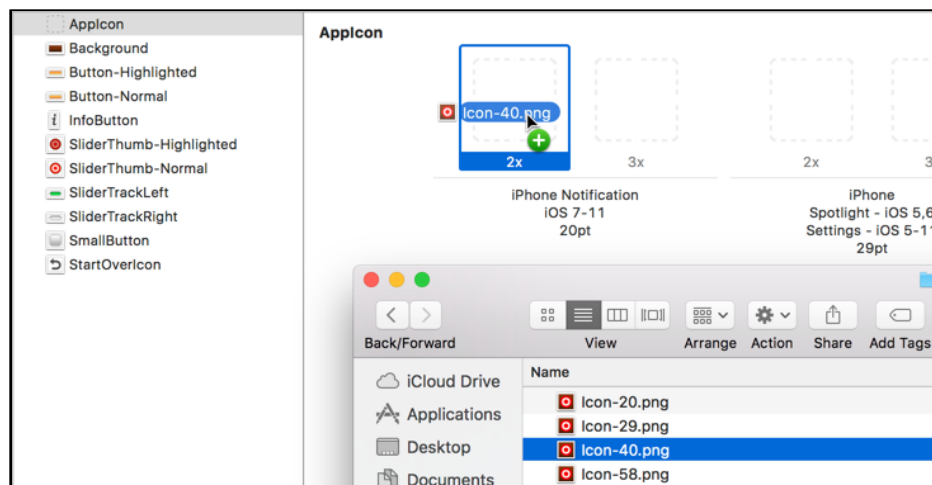 AppIcon
Background
Button-Highlighted
Button-Normal
InfoButton
SliderThumb-Highlighted
SliderThumb-Normal
SliderTrackLeft
SliderTrackRight
SmallButton
StartOverIcon
AppIcon
Icon-40.png
2x
3x
2x
3
iPhone Notification
iOS 7-11
20pt
iPhone
Spotlight - iOS 5,6
Settings - iOS 5-11
29pt
Back/Forward
View
Arrange
Action
Share
Add Tags
iCloud Drive
Applications
Desktop
Documents
Name
Icon-20.png
Icon-29.png
Icon-40.png
Icon-58.png